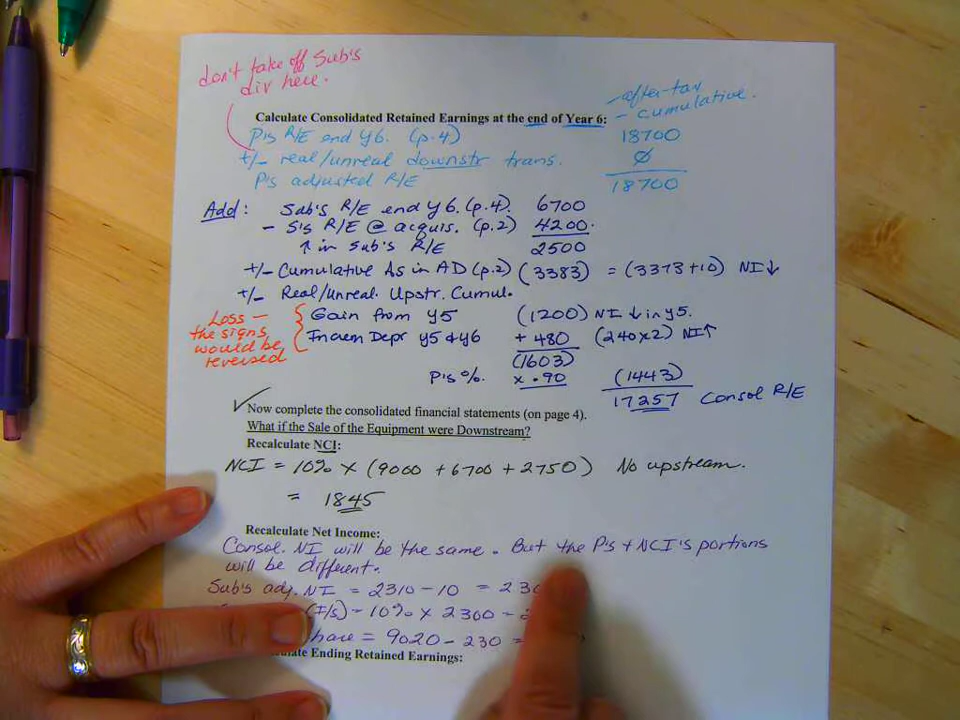 don't take off Sub's
div here.
- after-tax
- cumulative.
Calculate Consolidated Retained Earnings at the end of Year 6:
P's R/E end y6. (p.4) 18700
+/- real/unreal downstr trans. Ø
P's adjusted R/E 18700
Add: Sub's R/E end y6. (p.4). 6700
- S's R/E @ acquis. (p.2) 4200.
↑ in Sub's R/E 2500
+/- Cumulative As in AD (p.2) (3383) = (3373+10) NI↓
+/- Real/Unreal. Upstr. Cumul.
Loss -
the signs
would be
reversed
Gain from y5 (1200) NI ↓ in y5.
Increm Depr y5 & y6 + 480 (240x2) NI↑
(1603)
P's %. x .90 (1443)
17257 Consol R/E
Now complete the consolidated financial statements (on page 4).
What if the Sale of the Equipment were Downstream?
Recalculate NCI:
NCI = 10% x (9000 + 6700 + 2750) No upstream.
= 1845
Recalculate Net Income:
Consol. NI will be the same. But the P's + NCI's portions
will be different.
Sub's adj. NI = 2310 - 10 = 230
(I/S) = 10% x 2300 =
= 9020 - 230 =
Ending Retained Earnings: